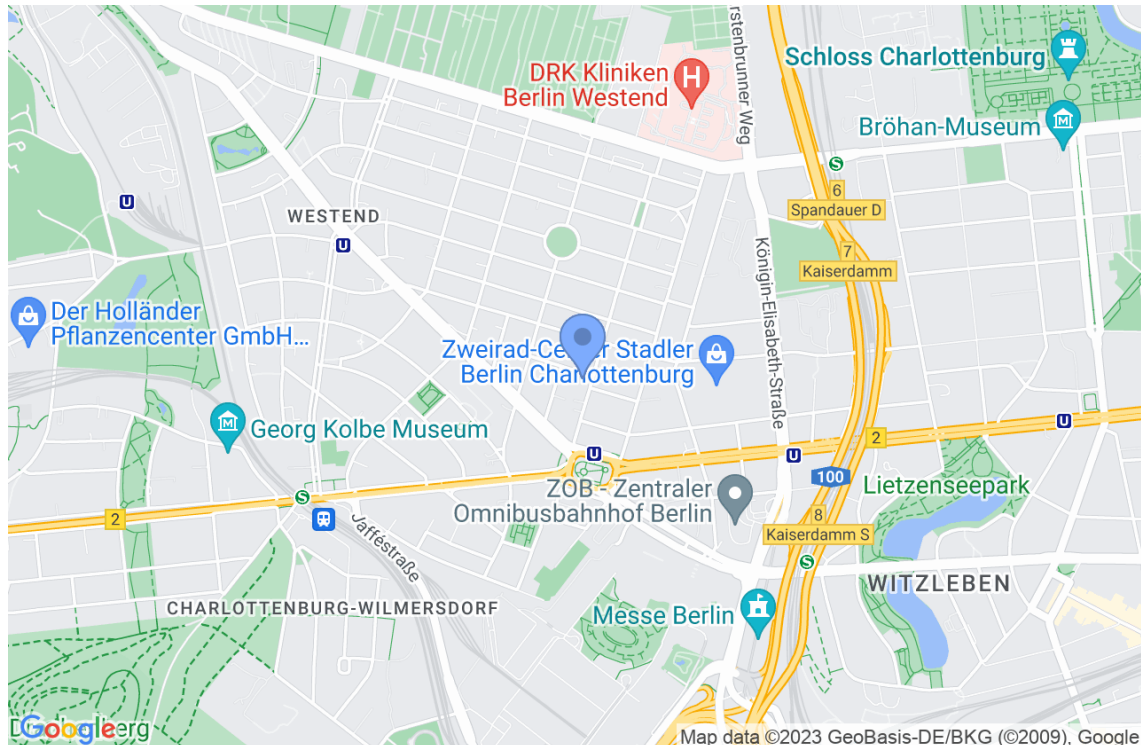 DRK Kliniken
Berlin Westend
rstenbrunner Weg
Schloss Charlottenburg
Bröhan-Museum
S
6
Spandauer D
U
WESTEND
U
7
Kaiserdamm
Königin-Elisabeth-Straße
Der Holländer
Pflanzencenter GmbH...
Zweirad-Center Stadler
Berlin Charlottenburg
Georg Kolbe Museum
U
U
U
2
100
Lietzenseepark
ZOB - Zentraler
Omnibusbahnhof Berlin
S
2
Jafféstraße
8
Kaiserdamm S
S
WITZLEBEN
CHARLOTTENBURG-WILMERSDORF
Messe Berlin
Google
Map data ©2023 GeoBasis-DE/BKG (©2009), Google